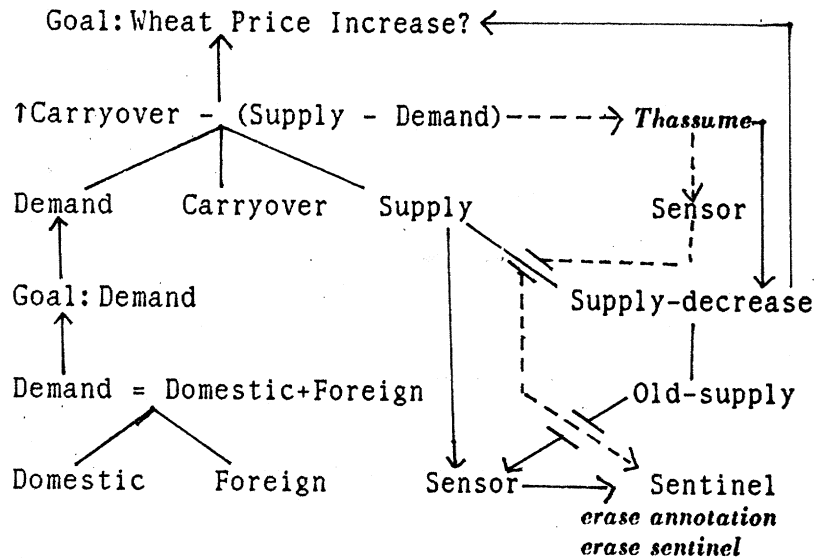 Goal: Wheat Price Increase?
↑Carryover - (Supply - Demand) Thassume
Demand Carryover Supply Sensor
Goal: Demand Supply-decrease
Demand = Domestic+Foreign Old-supply
Domestic Foreign Sensor Sentinel
erase annotation
erase sentinel